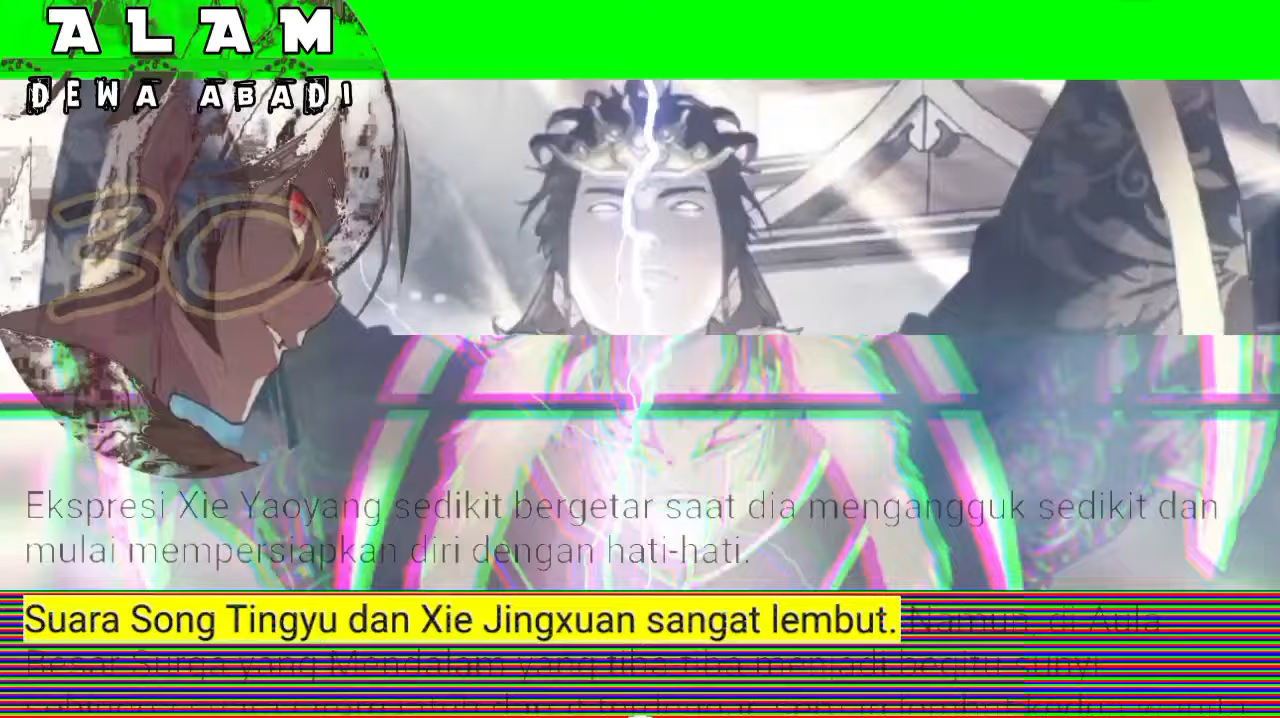 ALAM
DEWA ABADI
30
Ekspresi Xie Yaoyang sedikit bergetar saat dia mengangguk sedikit dan
mulai mempersiapkan diri dengan hati-hati.
Suara Song Tingyu dan Xie Jingxuan sangat lembut. Namun, di Aula
Besar Surga yang Mendalam yang tiba-tiba menjadi begitu sunyi